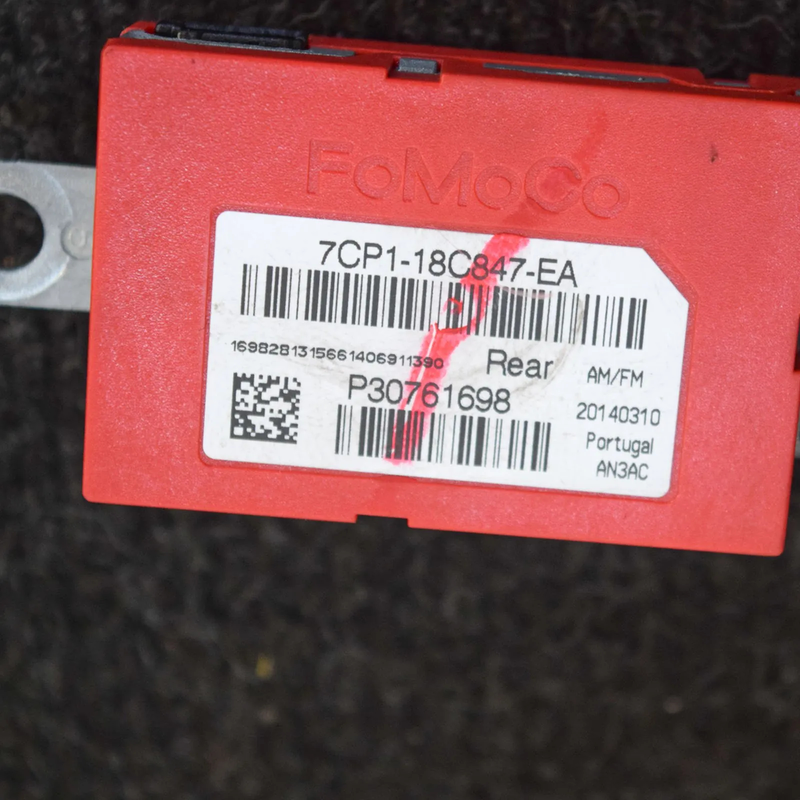 FoMoCo
7CP1-18C847-EA
1698281315661406911390
Rear
AM/FM
P30761698
20140310
Portugal
AN3AC